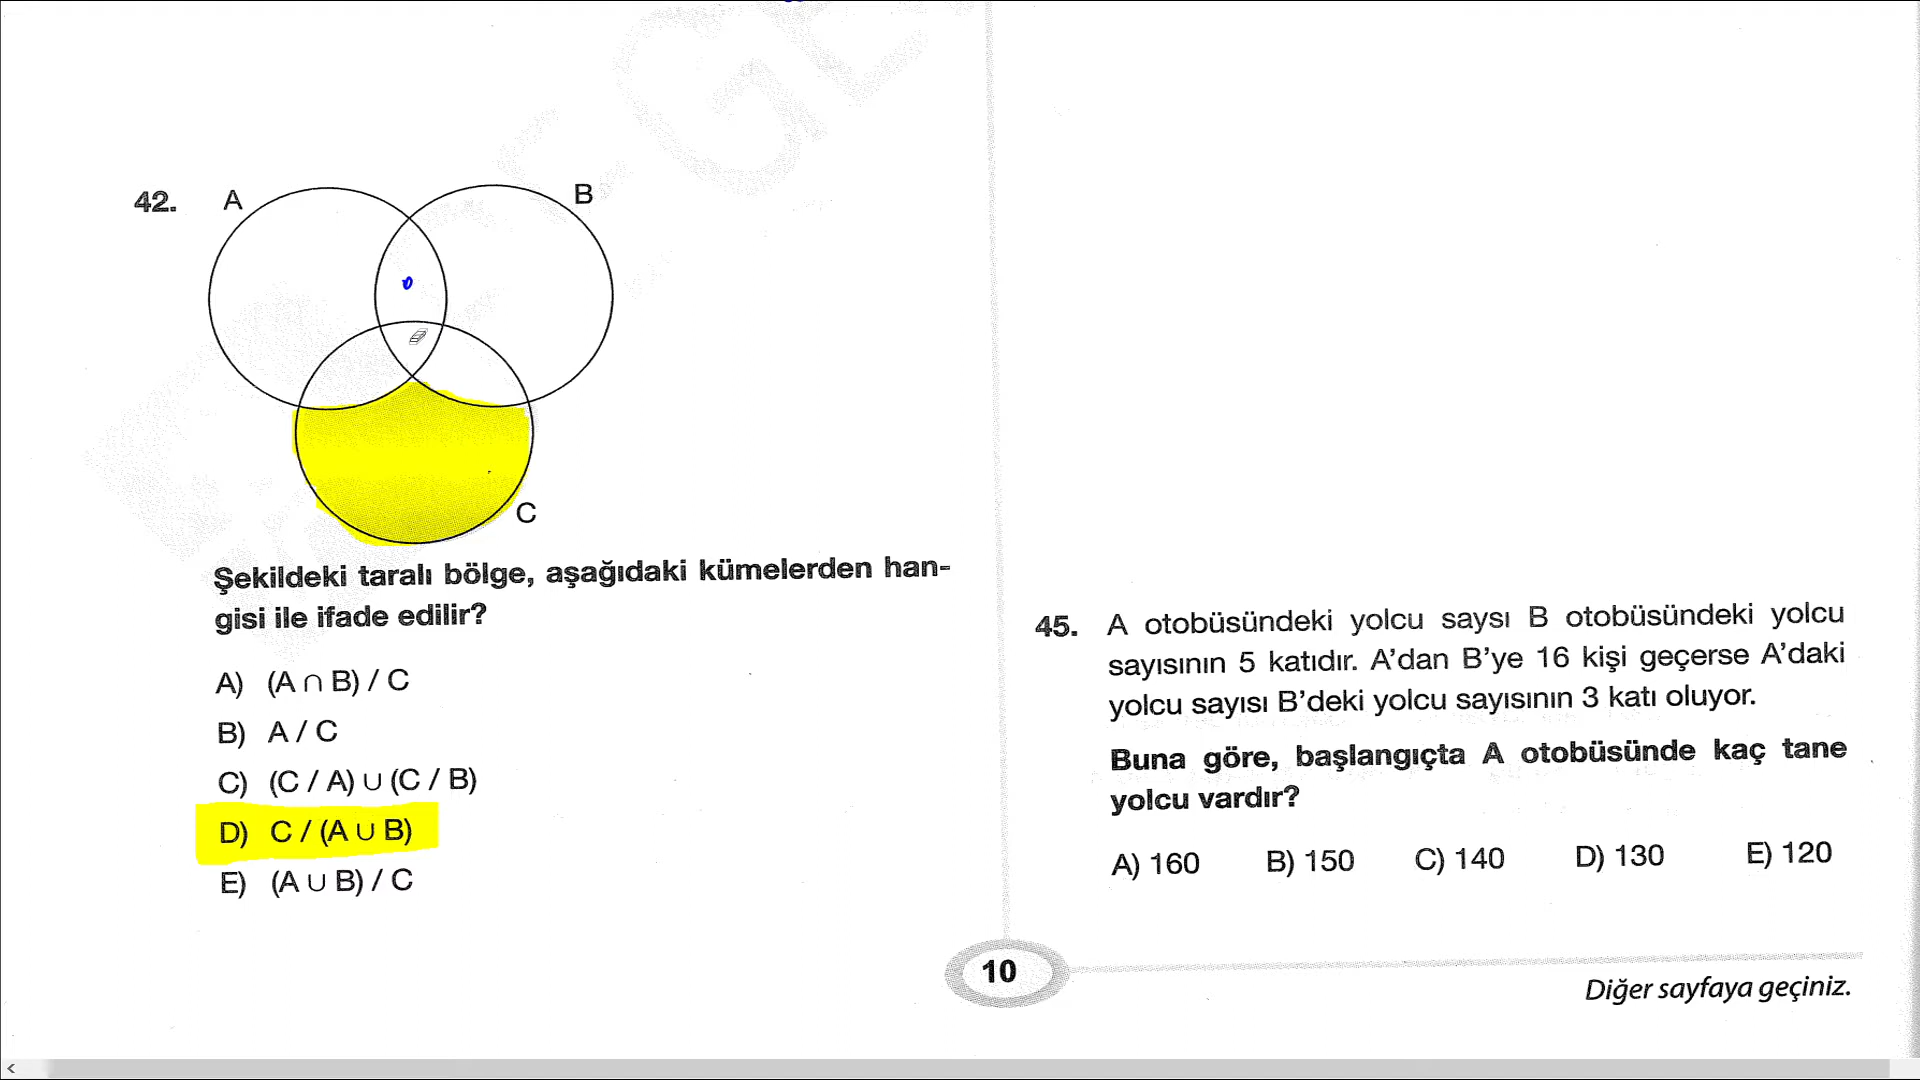 42.
A
B
C
Şekildeki taralı bölge, aşağıdaki kümelerden han-
gisi ile ifade edilir?
A) (A ∩ B) / C
B) A / C
C) (C / A) ∪ (C / B)
D) C / (A ∪ B)
E) (A ∪ B) / C
45. A otobüsündeki yolcu saysı B otobüsündeki yolcu
sayısının 5 katıdır. A’dan B’ye 16 kişi geçerse A’daki
yolcu sayısı B’deki yolcu sayısının 3 katı oluyor.
Buna göre, başlangıçta A otobüsünde kaç tane
yolcu vardır?
A) 160 B) 150 C) 140 D) 130 E) 120
10
Diğer sayfaya geçiniz.